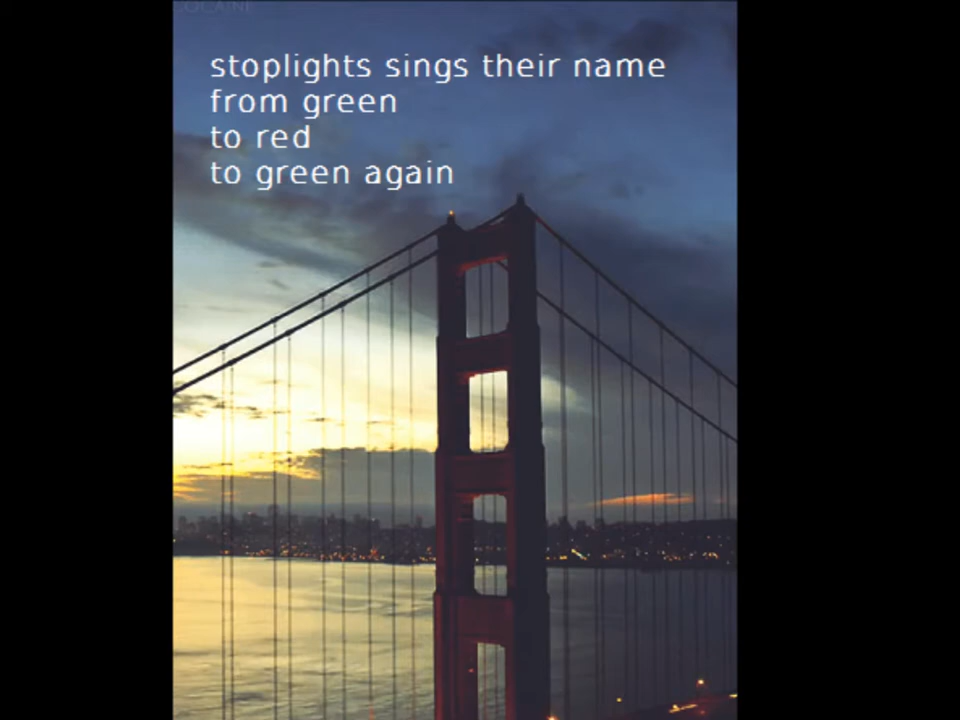 stoplights sings their name
from green
to red
to green again